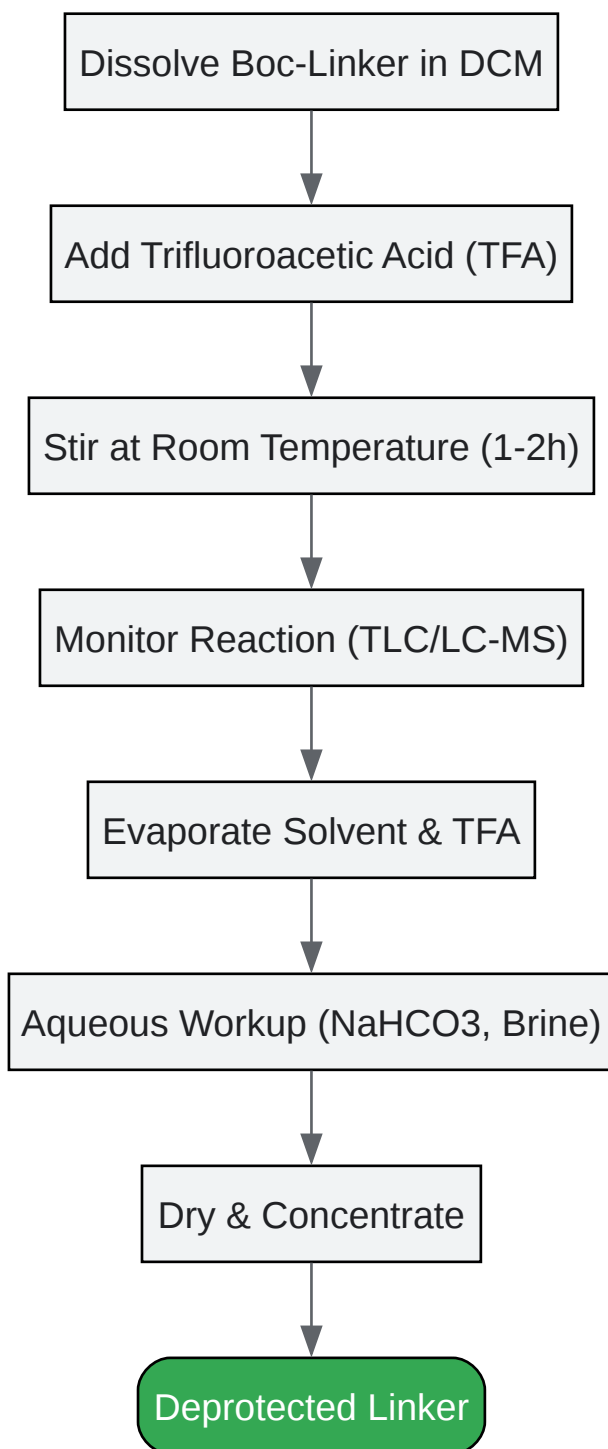 Dissolve Boc-Linker in DCM
Add Trifluoroacetic Acid (TFA)
Stir at Room Temperature (1-2h)
Monitor Reaction (TLC/LC-MS)
Evaporate Solvent & TFA
Aqueous Workup (NaHCO3, Brine)
Dry & Concentrate
Deprotected Linker